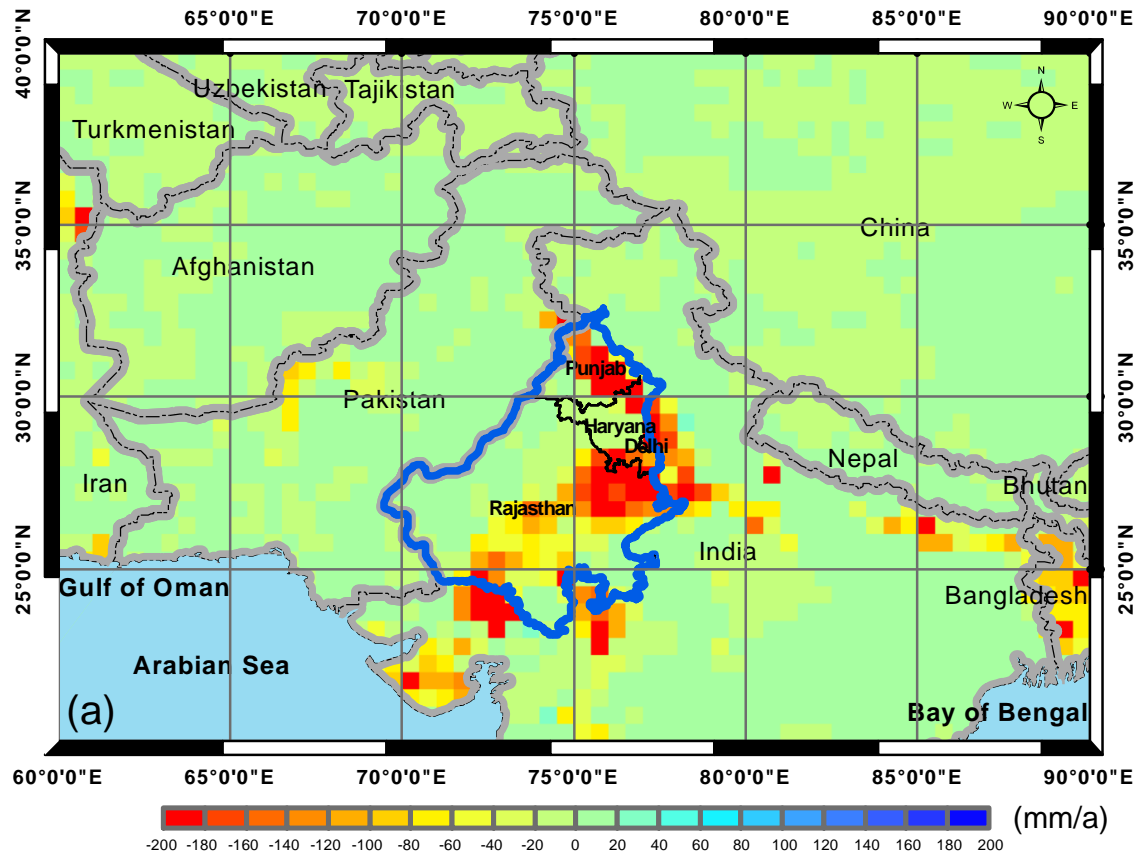 65°0'0"E 70°0'0"E 75°0'0"E 80°0'0"E 85°0'0"E 90°0'0"E
40°0'0"N
35°0'0"N
30°0'0"N
25°0'0"N
35°0'0"N
30°0'0"N
25°0'0"N
N
W E
S
Uzbekistan Tajikistan
Turkmenistan
China
Afghanistan
Punjab
Pakistan
Haryana
Delhi
Nepal
Iran
Bhutan
Rajasthan
India
Gulf of Oman
Bangladesh
Arabian Sea
(a)
Bay of Bengal
60°0'0"E 65°0'0"E 70°0'0"E 75°0'0"E 80°0'0"E 85°0'0"E 90°0'0"E
(mm/a)
-200 -180 -160 -140 -120 -100 -80 -60 -40 -20 0 20 40 60 80 100 120 140 160 180 200